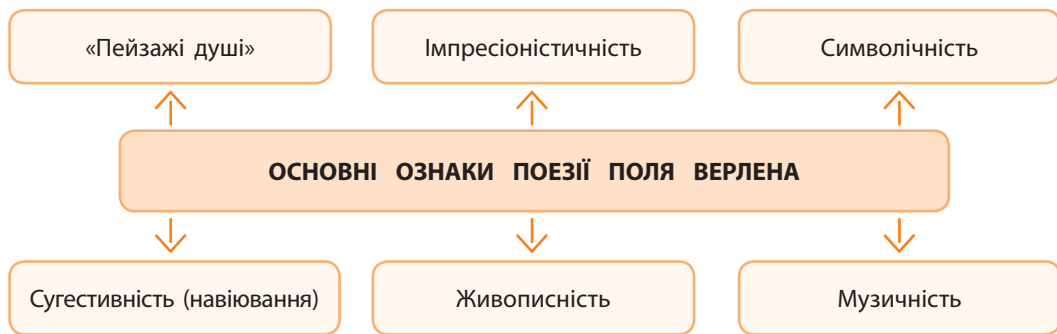 «Пейзажі душі»
Імпресіоністичність
Символічність
ОСНОВНІ ОЗНАКИ ПОЕЗІЇ ПОЛЯ ВЕРЛЕНА
Сугестивність (навіювання)
Живописність
Музичність